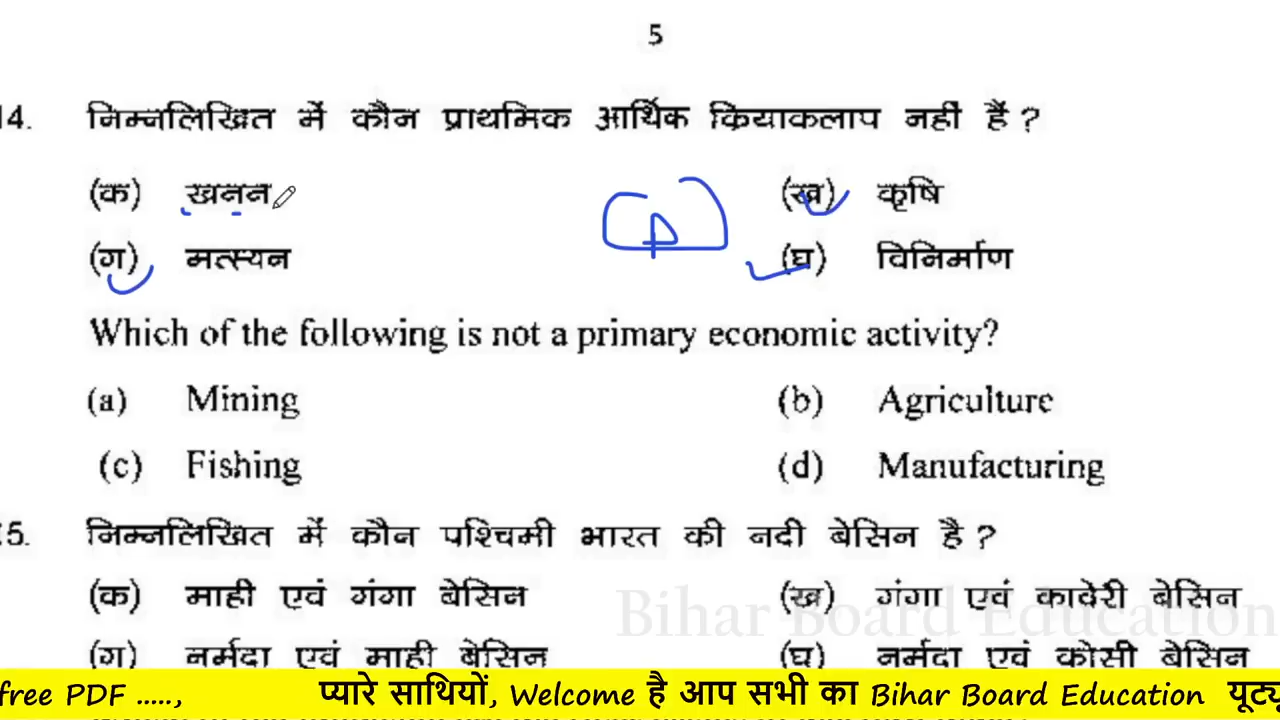 5
14. निम्नलिखित में कौन प्राथमिक आर्थिक क्रियाकलाप नहीं हैं ?
(क) खनन (ख) कृषि
D
(ग) मत्स्यन (घ) विनिर्माण
Which of the following is not a primary economic activity?
(a) Mining (b) Agriculture
(c) Fishing (d) Manufacturing
15. निम्नलिखित में कौन पश्चिमी भारत की नदी बेसिन है ?
(क) माही एवं गंगा बेसिन (ख) गंगा एवं कावेरी बेसिन
Bihar Board Education
(ग) नर्मदा एवं माही बेसिन (घ) नर्मदा एवं कोसी बेसिन
free PDF ....., प्यारे साथियों, Welcome है आप सभी का Bihar Board Education